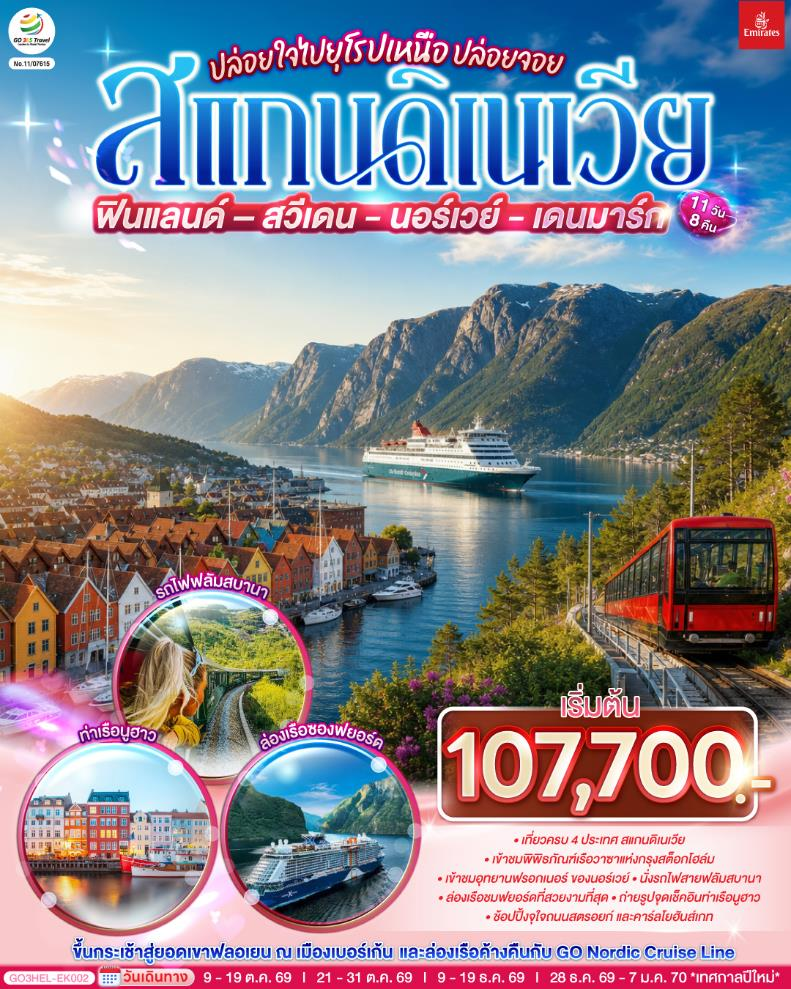 GO 365 Travel
No.11/07615
Emirates
ปล่อยใจไปยุโรปเหนือ ปล่อยจอย
สแกนดิเนเวีย
ฟินแลนด์ – สวีเดน - นอร์เวย์ - เดนมาร์ก
11 วัน
8 คืน
รถไฟฟลัมสบานา
ท่าเรือนูฮาว
ล่องเรือซองฟยอร์ด
เริ่มต้น
107,700.-
• เที่ยวครบ 4 ประเทศ สแกนดิเนเวีย
• เข้าชมพิพิธภัณฑ์เรือวาซาแห่งกรุงสต็อกโฮล์ม
• เข้าชมอุทยานฟรอกเนอร์ ของนอร์เวย์ • นั่งรถไฟสายฟลัมสบานา
• ล่องเรือชมฟยอร์ดที่สวยงามที่สุด • ถ่ายรูปจุดเช็คอินท่าเรือนูฮาว
• ช้อปปิ้งจุใจถนนสตรอยก์ และคาร์ลโยฮันส์เกท
ขึ้นกระเช้าสู่ยอดเขาฟลอเยน ณ เมืองเบอร์เก้น และล่องเรือค้างคืนกับ GO Nordic Cruise Line
GO3HEL-EK002 วันเดินทาง 9 - 19 ต.ค. 69 | 21 - 31 ต.ค. 69 | 9 - 19 ธ.ค. 69 | 28 ธ.ค. 69 - 7 ม.ค. 70 *เทศกาลปีใหม่*